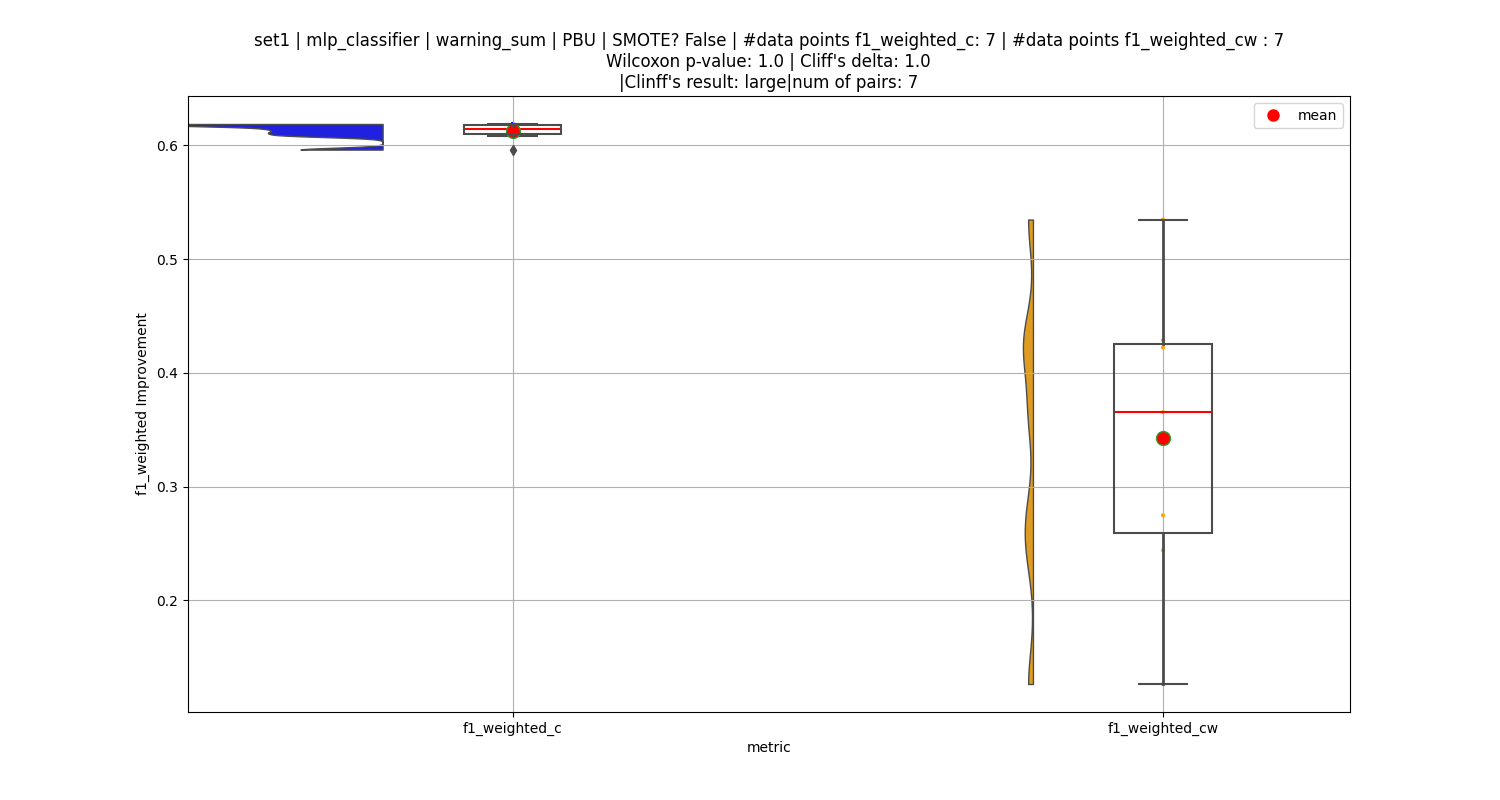 set1 | mlp_classifier | warning_sum | PBU | SMOTE? False | #data points f1_weighted_c: 7 | #data points f1_weighted_cw : 7
Wilcoxon p-value: 1.0 | Cliff's delta: 1.0
|Clinff's result: large|num of pairs: 7
mean
0.6
0.5
0.4
0.3
0.2
f1_weighted Improvement
f1_weighted_c
f1_weighted_cw
metric